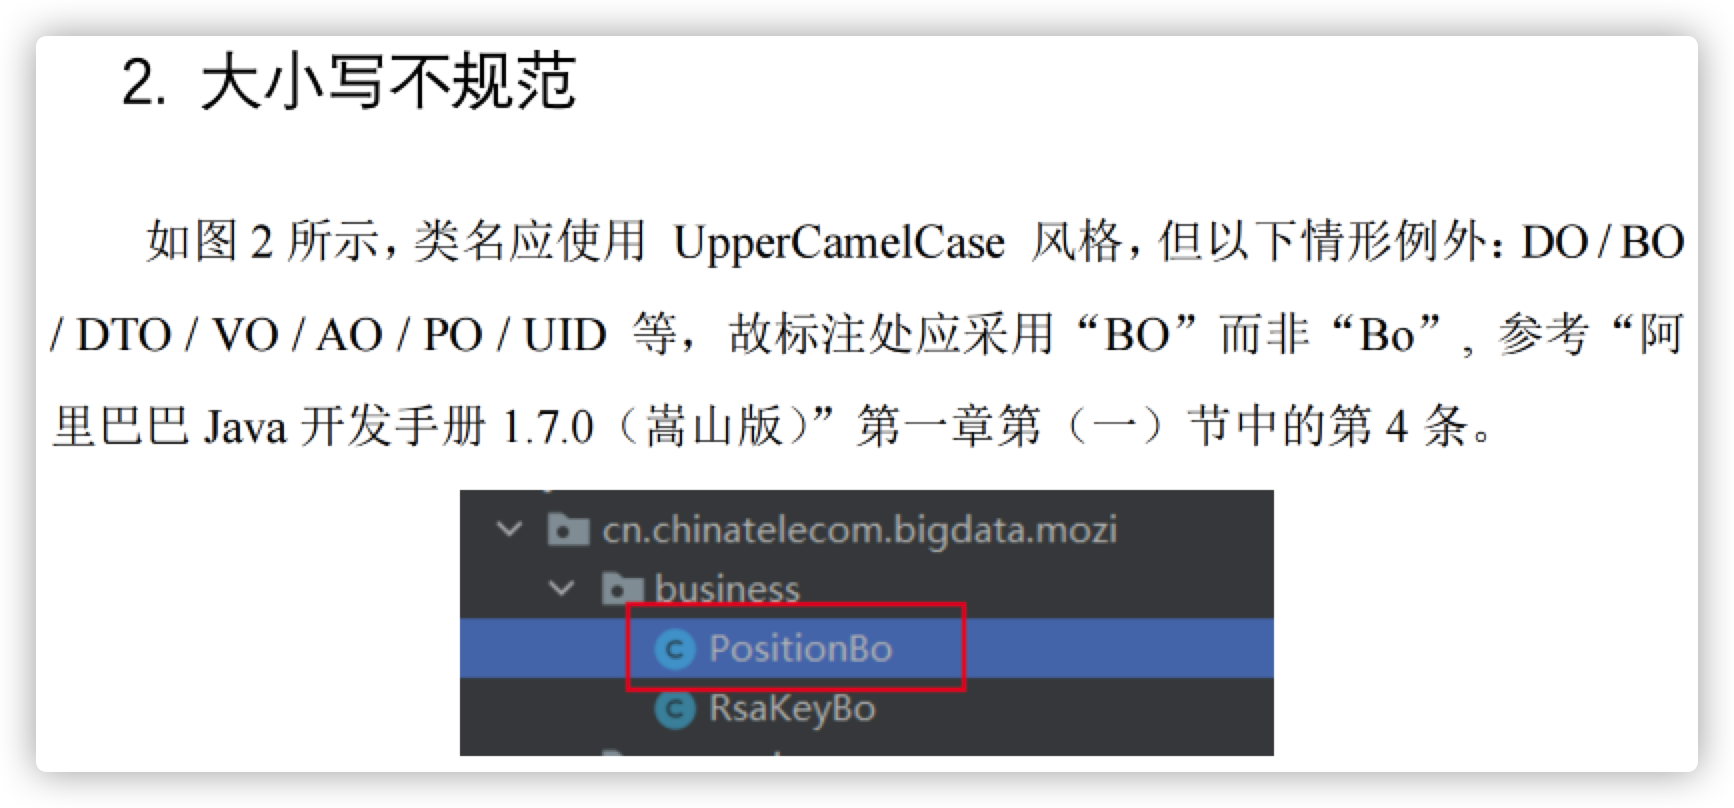 2. 大小写不规范
如图 2 所示，类名应使用 UpperCamelCase 风格，但以下情形例外：DO / BO
/ DTO / VO / AO / PO / UID 等，故标注处应采用“BO”而非“Bo”, 参考“阿
里巴巴 Java 开发手册 1.7.0（嵩山版）”第一章第（一）节中的第 4 条。
cn.chinatelecom.bigdata.mozi
business
C PositionBo
C RsaKeyBo